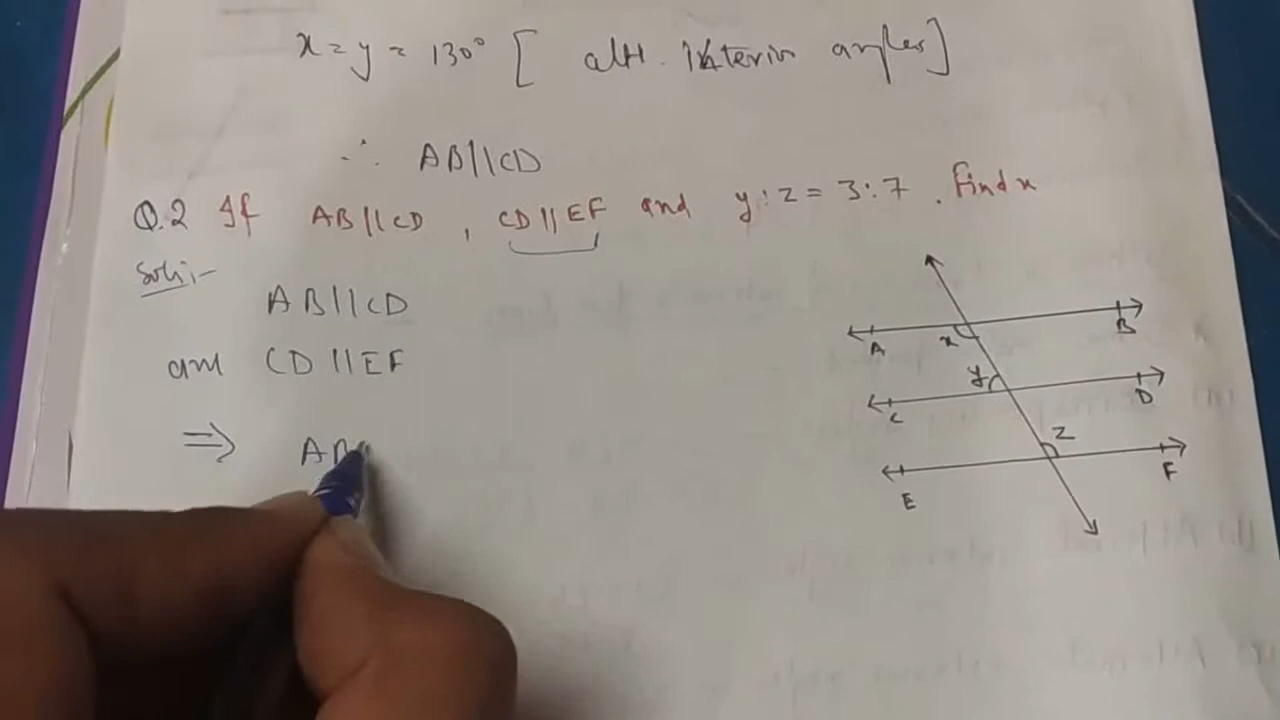 x = y = 130° [ alt. Interior angles ]
∴ AB||CD
Q.2 If AB||CD , CD||EF and y:z = 3:7 . Find x
Soln:-
AB||CD
and CD||EF
⇒ AB
A
B
x
y
C
D
z
E
F